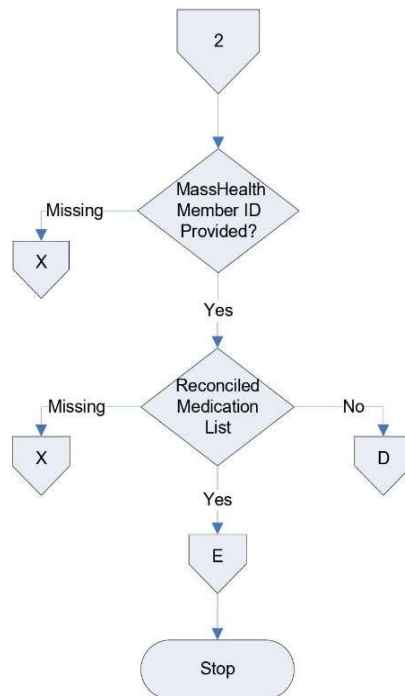 2
MassHealth
Member ID
Provided?
Missing
X
Yes
Reconciled
Medication
List
Missing
No
X
D
Yes
E
Stop